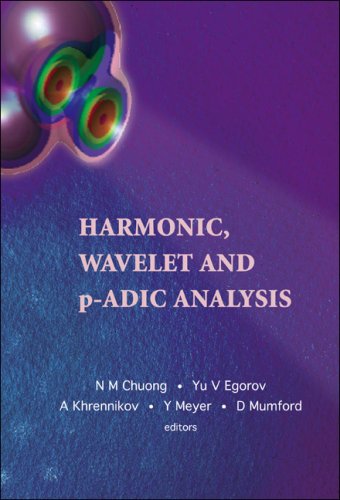 HARMONIC,
WAVELET AND
p-ADIC ANALYSIS
N M Chuong • Yu V Egorov
A Khrennikov • Y Meyer • D Mumford
editors